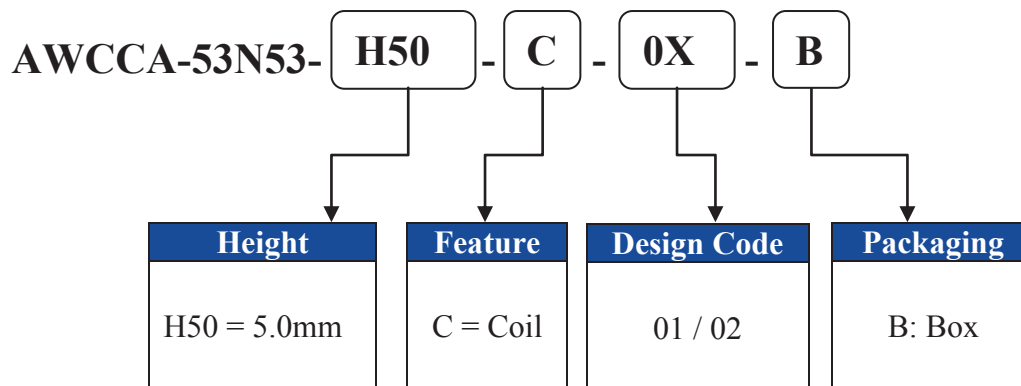 AWCCA-53N53- H50 - C - 0X - B
Height Feature Design Code Packaging
H50 = 5.0mm C = Coil 01 / 02 B: Box